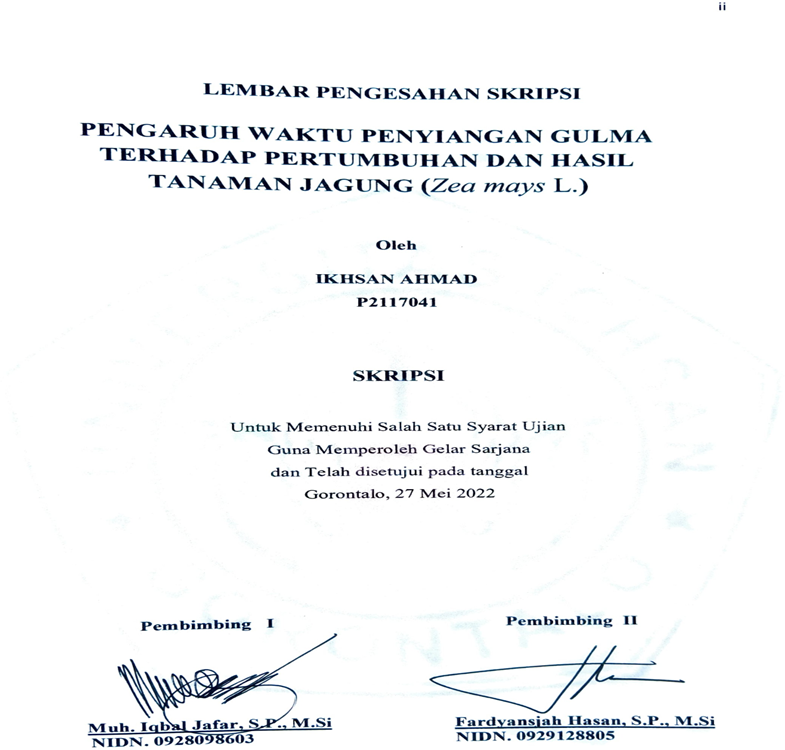 ii
LEMBAR PENGESAHAN SKRIPSI
PENGARUH WAKTU PENYIANGAN GULMA
TERHADAP PERTUMBUHAN DAN HASIL
TANAMAN JAGUNG (Zea mays L.)
Oleh
IKHSAN AHMAD
P2117041
SKRIPSI
Untuk Memenuhi Salah Satu Syarat Ujian
Guna Memperoleh Gelar Sarjana
dan Telah disetujui pada tanggal
Gorontalo, 27 Mei 2022
Pembimbing I
Pembimbing II
Muh. Iqbal Jafar, S.P., M.Si
NIDN. 0928098603
Fardyansjah Hasan, S.P., M.Si
NIDN. 0929128805